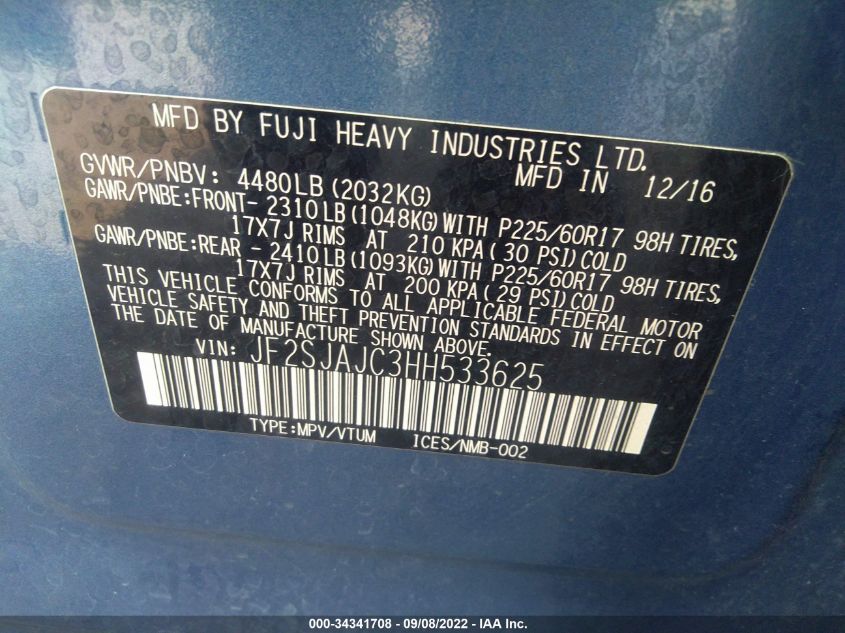 MFD BY FUJI HEAVY INDUSTRIES LTD.
GVWR/PNBV: 4480LB(2032KG) MFD IN 12/16
GAWR/PNBE:FRONT- 2310LB(1048KG)WITH P225/60R17 98H TIRES,
17X7J RIMS AT 210 KPA(30 PSI)COLD
GAWR/PNBE:REAR - 2410LB(1093KG)WITH P225/60R17 98H TIRES,
17X7J RIMS AT 200 KPA(29 PSI)COLD
THIS VEHICLE CONFORMS TO ALL APPLICABLE FEDERAL MOTOR
VEHICLE SAFETY AND THEFT PREVENTION STANDARDS IN EFFECT ON
THE DATE OF MANUFACTURE SHOWN ABOVE.
VIN: JF2SJAJC3HH533625
TYPE:MPV/VTUM ICES/NMB-002
000-34341708 - 09/08/2022 - IAA Inc.